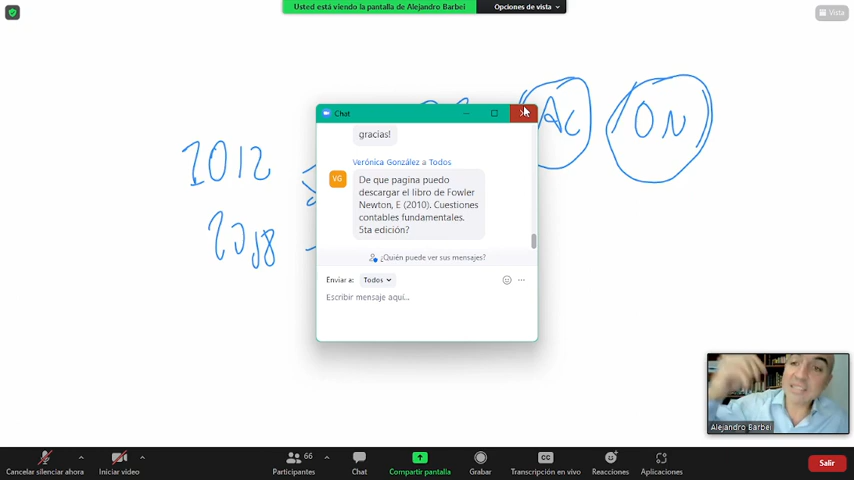 Usted está viendo la pantalla de Alejandro Barbei
Opciones de vista
Vista
Ac
ON
2012
2018
Chat
gracias!
Verónica González a Todos
VG
De que pagina puedo
descargar el libro de Fowler
Newton, E (2010). Cuestiones
contables fundamentales.
5ta edición?
¿Quién puede ver sus mensajes?
Enviar a: Todos
Escribir mensaje aquí...
Alejandro Barbei
66
Cancelar silenciar ahora
Iniciar video
Participantes
Chat
Compartir pantalla
Grabar
CC
Transcripción en vivo
Reacciones
Aplicaciones
Salir